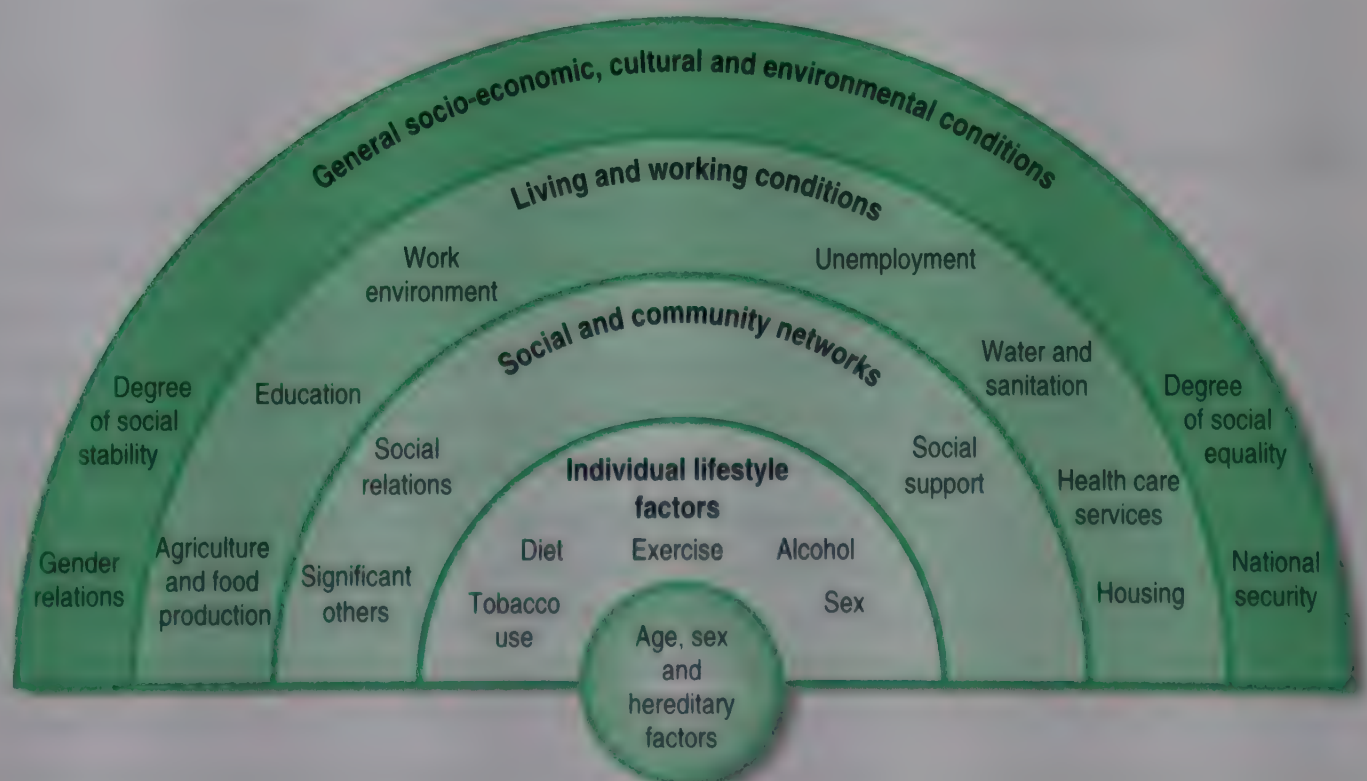 General socio-economic, cultural and environmental conditions
Living and working conditions
Work
environment
Unemployment
Social and community networks
Water and
sanitation
Degree
of social
stability
Education
Degree
of social
equality
Social
relations
Social
support
Individual lifestyle
factors
Health care
services
Diet
Exercise
Alcohol
Gender
relations
Agriculture
and food
production
Significant
others
National
security
Housing
Tobacco
use
Sex
Age, sex
and
hereditary
factors